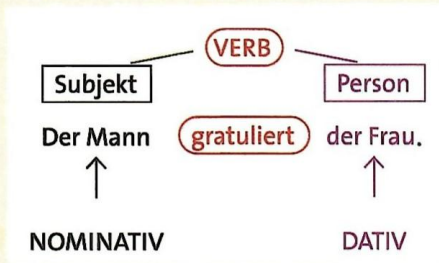 VERB
Subjekt Person
Der Mann gratuliert der Frau.
NOMINATIV DATIV